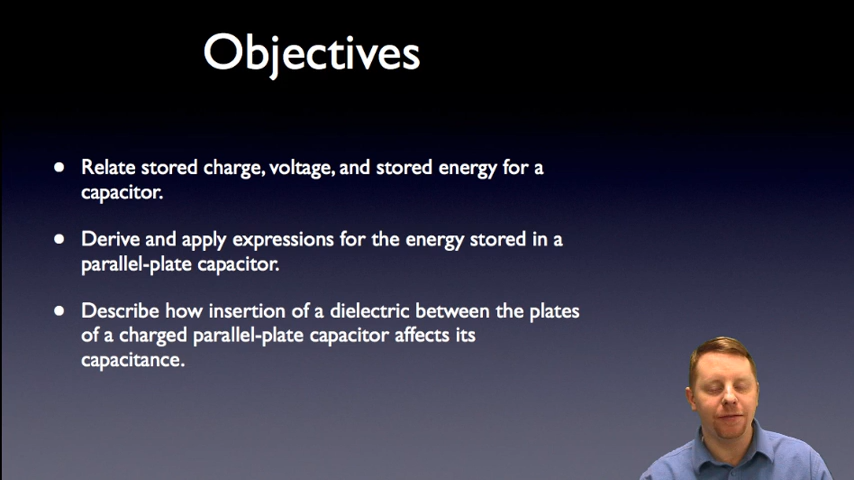 Objectives
• Relate stored charge, voltage, and stored energy for a
capacitor.
• Derive and apply expressions for the energy stored in a
parallel-plate capacitor.
• Describe how insertion of a dielectric between the plates
of a charged parallel-plate capacitor affects its
capacitance.